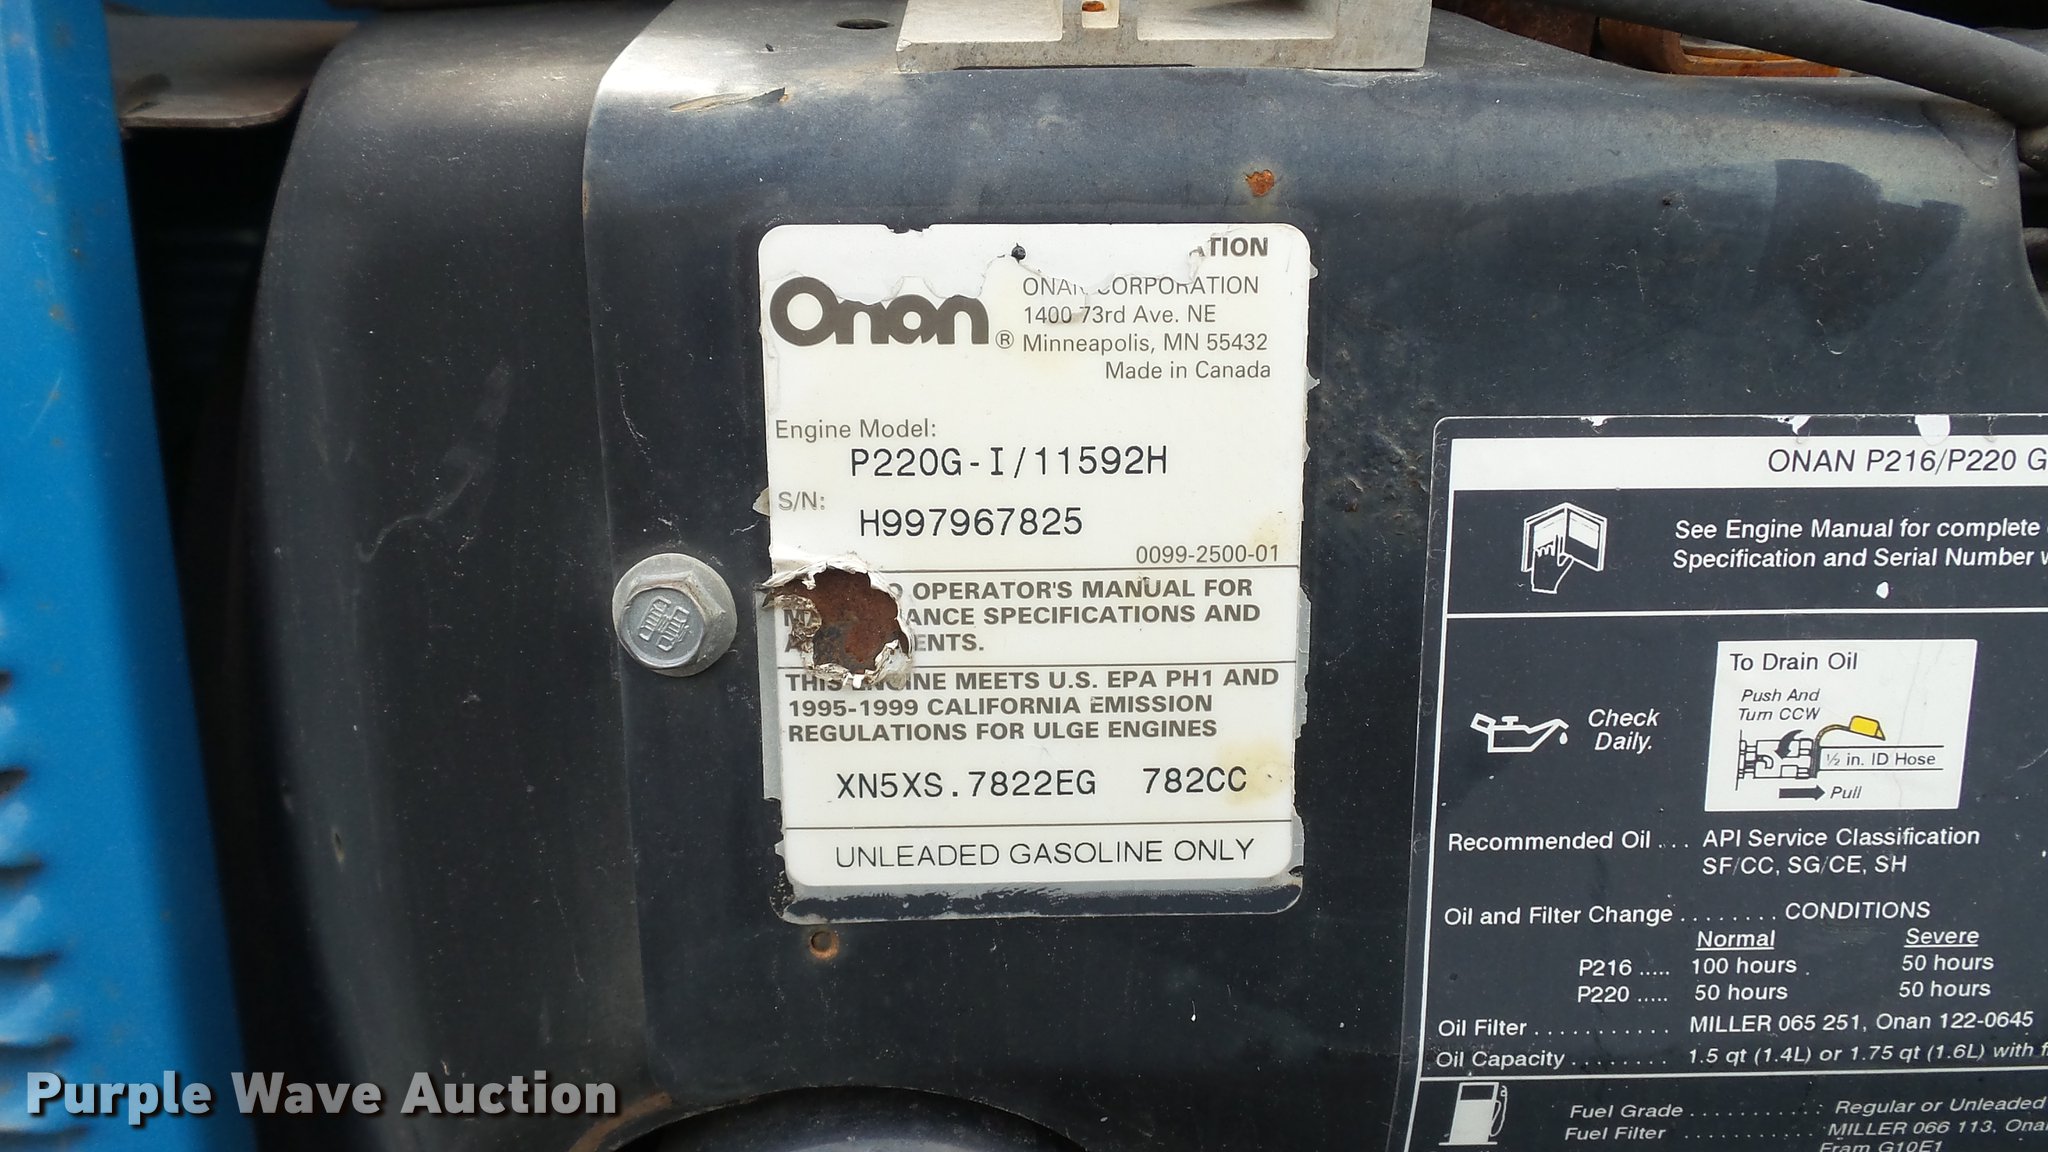 ATION
Onan®
ONAN CORPORATION
1400 73rd Ave. NE
Minneapolis, MN 55432
Made in Canada
Engine Model:
P220G-I/11592H
S/N:
H997967825
0099-2500-01
OPERATOR'S MANUAL FOR
ANCE SPECIFICATIONS AND
ENTS.
THIS ENGINE MEETS U.S. EPA PH1 AND
1995-1999 CALIFORNIA EMISSION
REGULATIONS FOR ULGE ENGINES
XN5XS.7822EG 782CC
UNLEADED GASOLINE ONLY
ONAN P216/P220 G
See Engine Manual for complete
Specification and Serial Number
Check
Daily.
To Drain Oil
Push And
Turn CCW
½ in. ID Hose
Pull
Recommended Oil . . . API Service Classification
SF/CC, SG/CE, SH
Oil and Filter Change . . . . . . . . CONDITIONS
Normal Severe
P216 ..... 100 hours 50 hours
P220 ..... 50 hours 50 hours
Oil Filter . . . . . . . . . . . MILLER 065 251, Onan 122-0645
Oil Capacity . . . . . . . . 1.5 qt (1.4L) or 1.75 qt (1.6L) with
Fuel Grade . . . . . . . . . . . Regular or Unleaded
Fuel Filter . . . . . . . . . . . MILLER 066 113, Onan
Fram G10E1
Purple Wave Auction